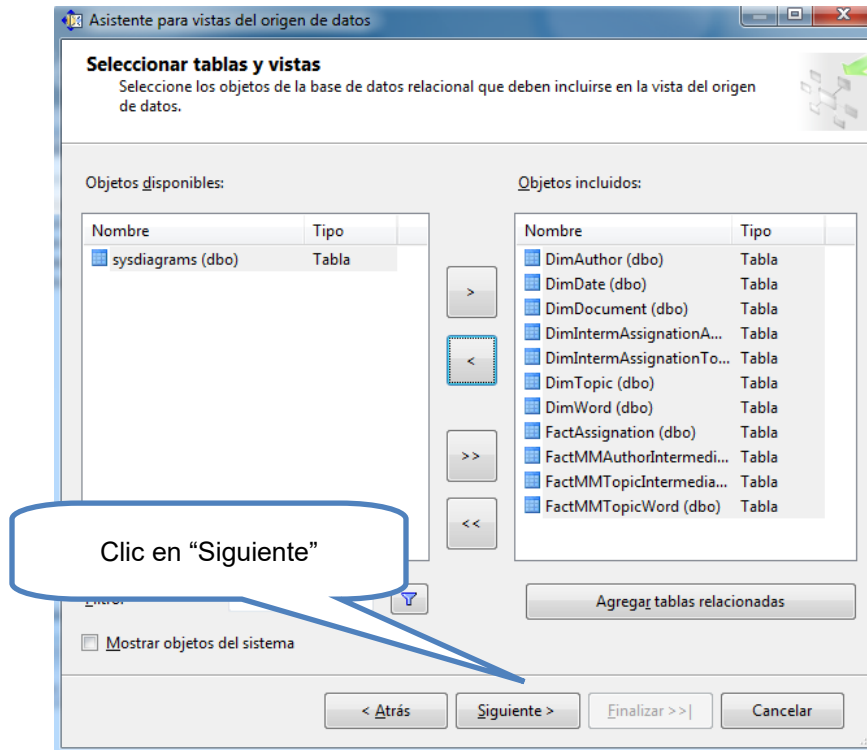 Asistente para vistas del origen de datos
Seleccionar tablas y vistas
Seleccione los objetos de la base de datos relacional que deben incluirse en la vista del origen
de datos.
Objetos disponibles:
Nombre Tipo
sysdiagrams (dbo) Tabla
>
<
>>
<<
Objetos incluidos:
Nombre Tipo
DimAuthor (dbo) Tabla
DimDate (dbo) Tabla
DimDocument (dbo) Tabla
DimIntermAssignationA... Tabla
DimIntermAssignationTo... Tabla
DimTopic (dbo) Tabla
DimWord (dbo) Tabla
FactAssignation (dbo) Tabla
FactMMAuthorIntermedi... Tabla
FactMMTopicIntermedia... Tabla
FactMMTopicWord (dbo) Tabla
Clic en “Siguiente”
Agregar tablas relacionadas
Mostrar objetos del sistema
< Atrás Siguiente > Finalizar >>| Cancelar